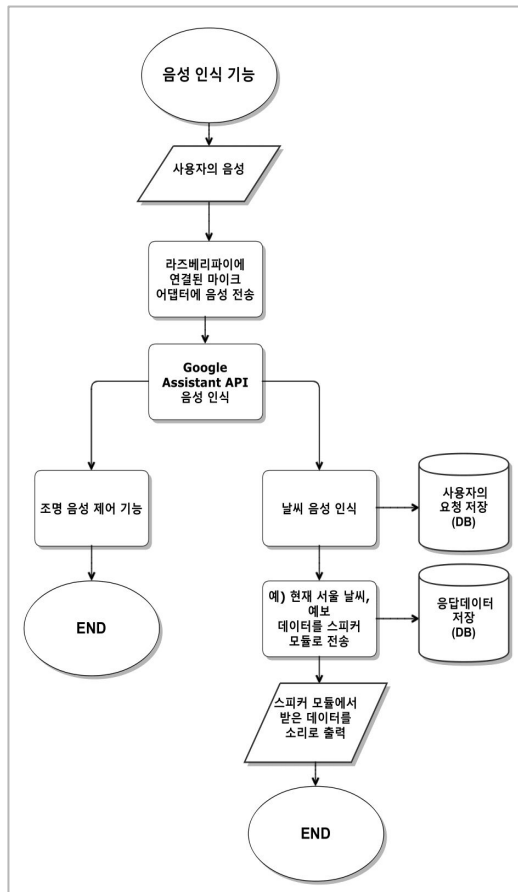 음성 인식 기능
사용자의 음성
라즈베리파이에
연결된 마이크
어댑터에 음성 전송
Google
Assistant API
음성 인식
조명 음성 제어 기능
END
날씨 음성 인식
사용자의
요청 저장
(DB)
예) 현재 서울 날씨,
예보
데이터를 스피커
모듈로 전송
응답데이터
저장
(DB)
스피커 모듈에서
받은 데이터를
소리로 출력
END